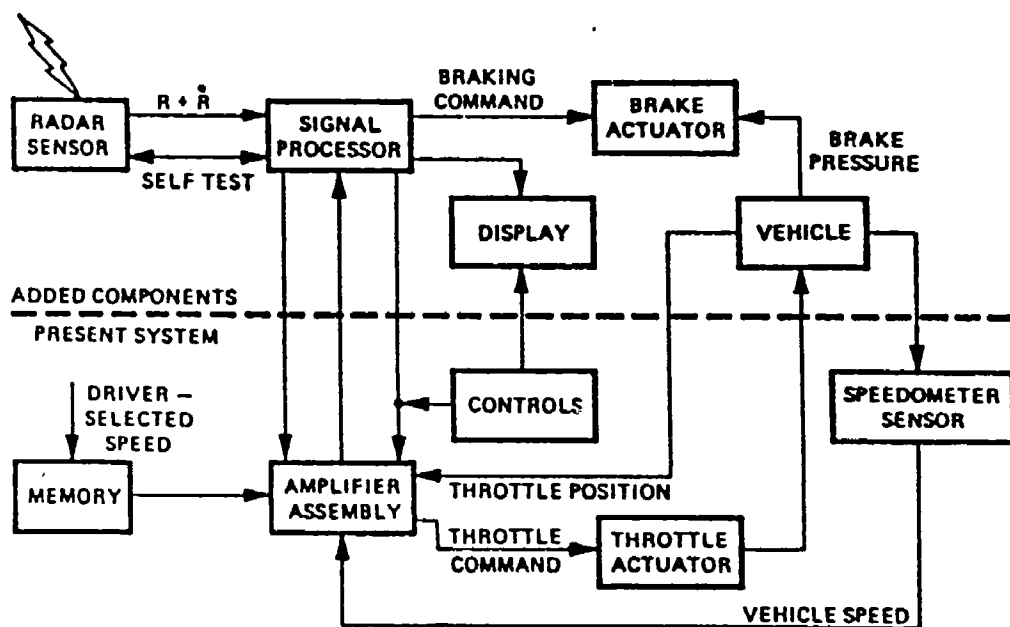 R + Ṙ
RADAR
SENSOR
SELF TEST
SIGNAL
PROCESSOR
BRAKING
COMMAND
BRAKE
ACTUATOR
BRAKE
PRESSURE
DISPLAY
VEHICLE
ADDED COMPONENTS
PRESENT SYSTEM
DRIVER –
SELECTED
SPEED
CONTROLS
SPEEDOMETER
SENSOR
MEMORY
AMPLIFIER
ASSEMBLY
THROTTLE POSITION
THROTTLE
COMMAND
THROTTLE
ACTUATOR
VEHICLE SPEED